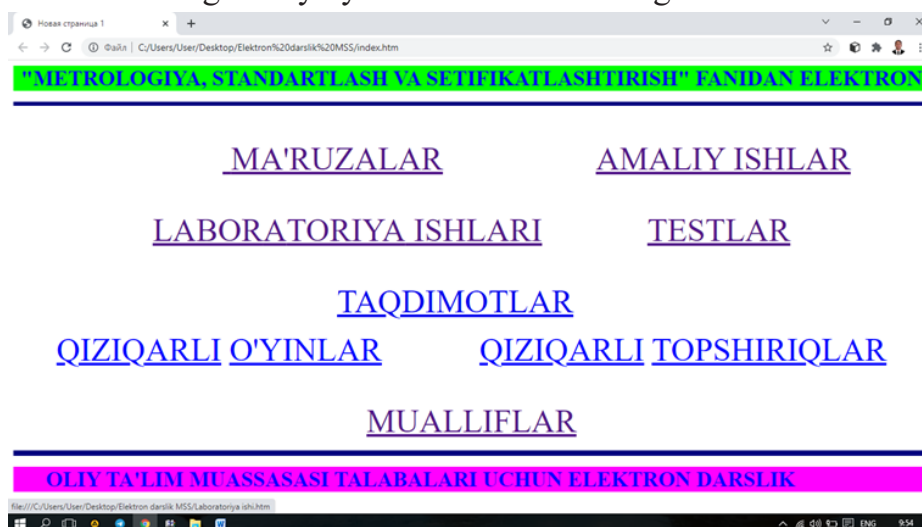 Новая страница 1
Файл | C:/Users/User/Desktop/Elektron%20darslik%20MSS/index.htm
"METROLOGIYA, STANDARTLASH VA SETIFIKATLASHTIRISH" FANIDAN ELEKTRON
MA'RUZALAR AMALIY ISHLAR
LABORATORIYA ISHLARI TESTLAR
TAQDIMOTLAR
QIZIQARLI O'YINLAR QIZIQARLI TOPSHIRIQLAR
MUALLIFLAR
OLIY TA'LIM MUASSASASI TALABALARI UCHUN ELEKTRON DARSLIK
file:///C:/Users/User/Desktop/Elektron darslik MSS/Laboratoriya ishi.htm
ENG 9:54